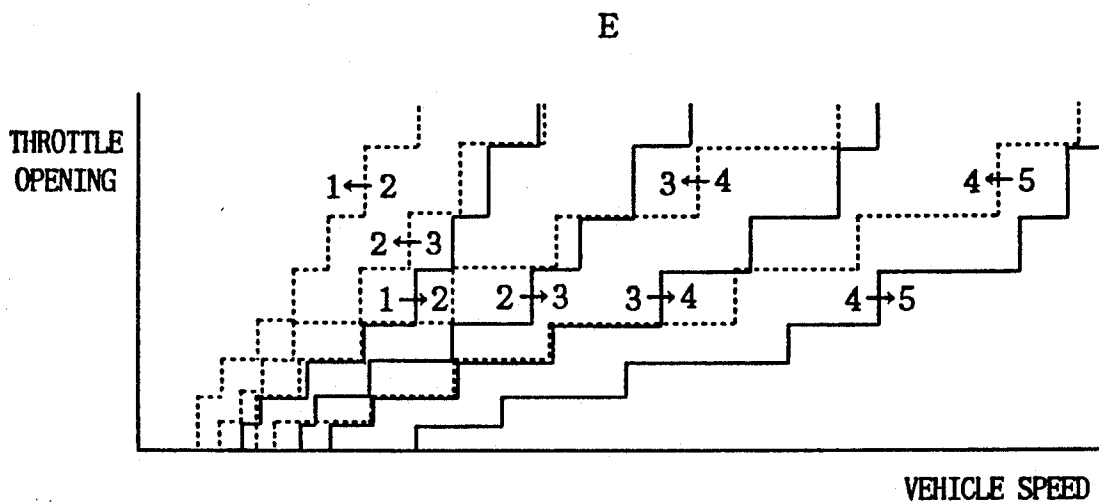 E
THROTTLE
OPENING
1←2
3←4
4←5
2←3
1→2
2→3
3→4
4→5
VEHICLE SPEED